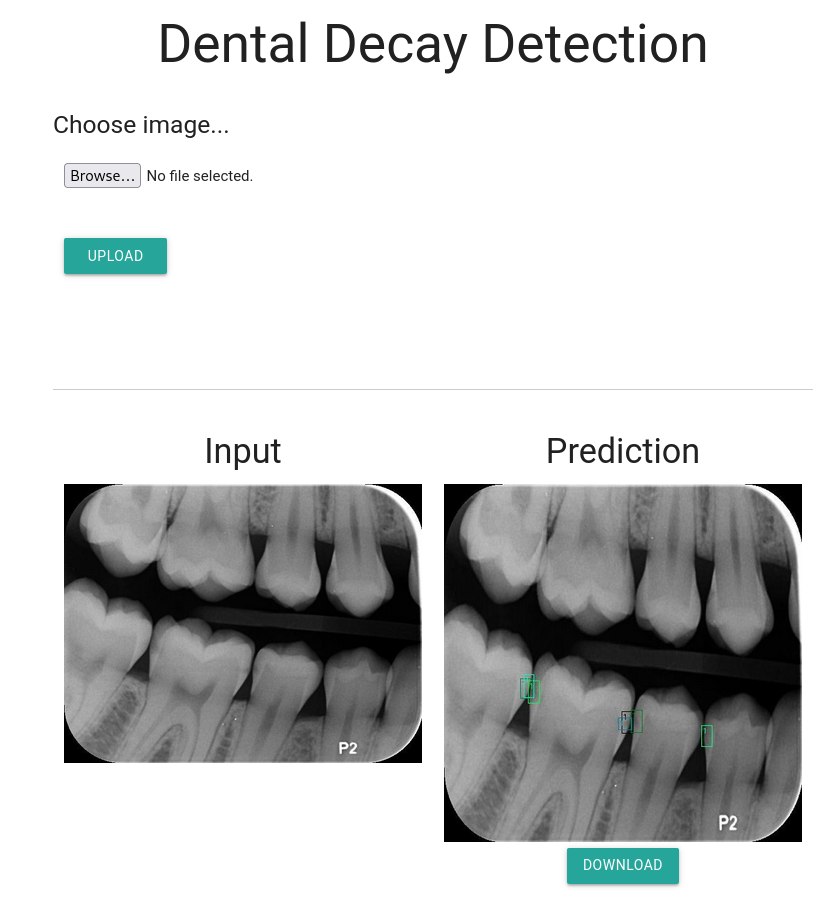 Dental Decay Detection
Choose image...
Browse... No file selected.
UPLOAD
Input
Prediction
P2
P2
DOWNLOAD